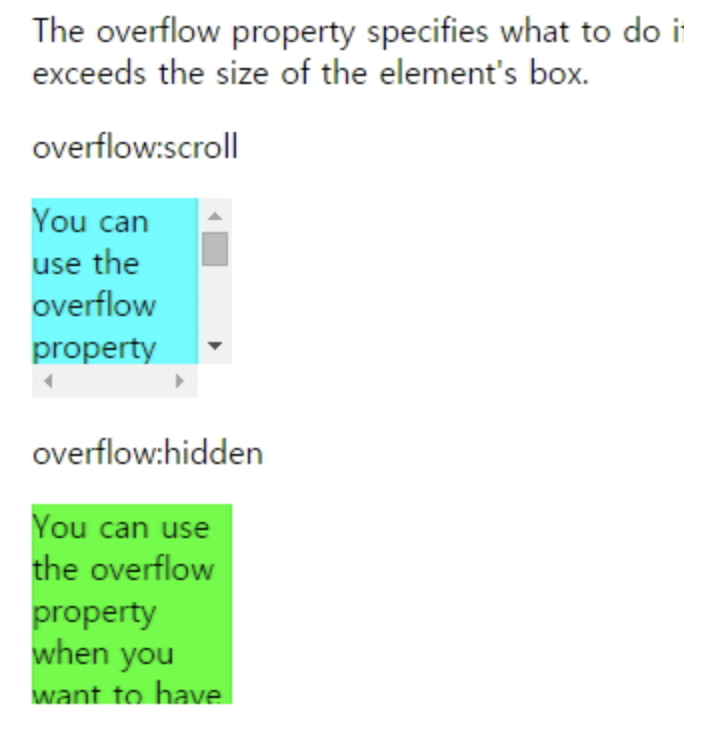 The overflow property specifies what to do if
exceeds the size of the element's box.
overflow:scroll
You can
use the
overflow
property
overflow:hidden
You can use
the overflow
property
when you
want to have